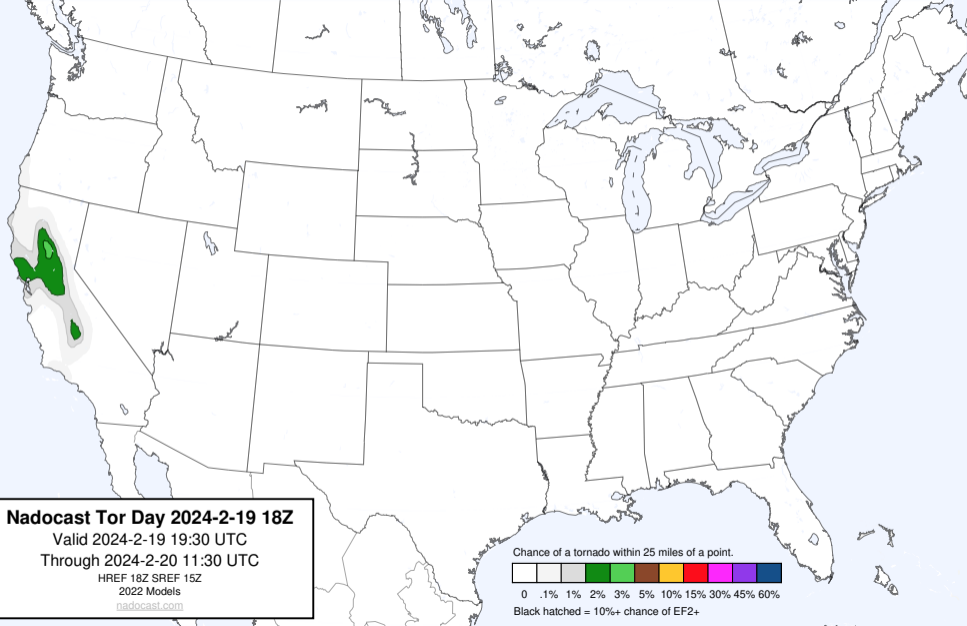 Nadocast Tor Day 2024-2-19 18Z
Valid 2024-2-19 19:30 UTC
Through 2024-2-20 11:30 UTC
HREF 18Z SREF 15Z
2022 Models
nadocast.com
Chance of a tornado within 25 miles of a point.
0 .1% 1% 2% 3% 5% 10% 15% 30% 45% 60%
Black hatched = 10%+ chance of EF2+